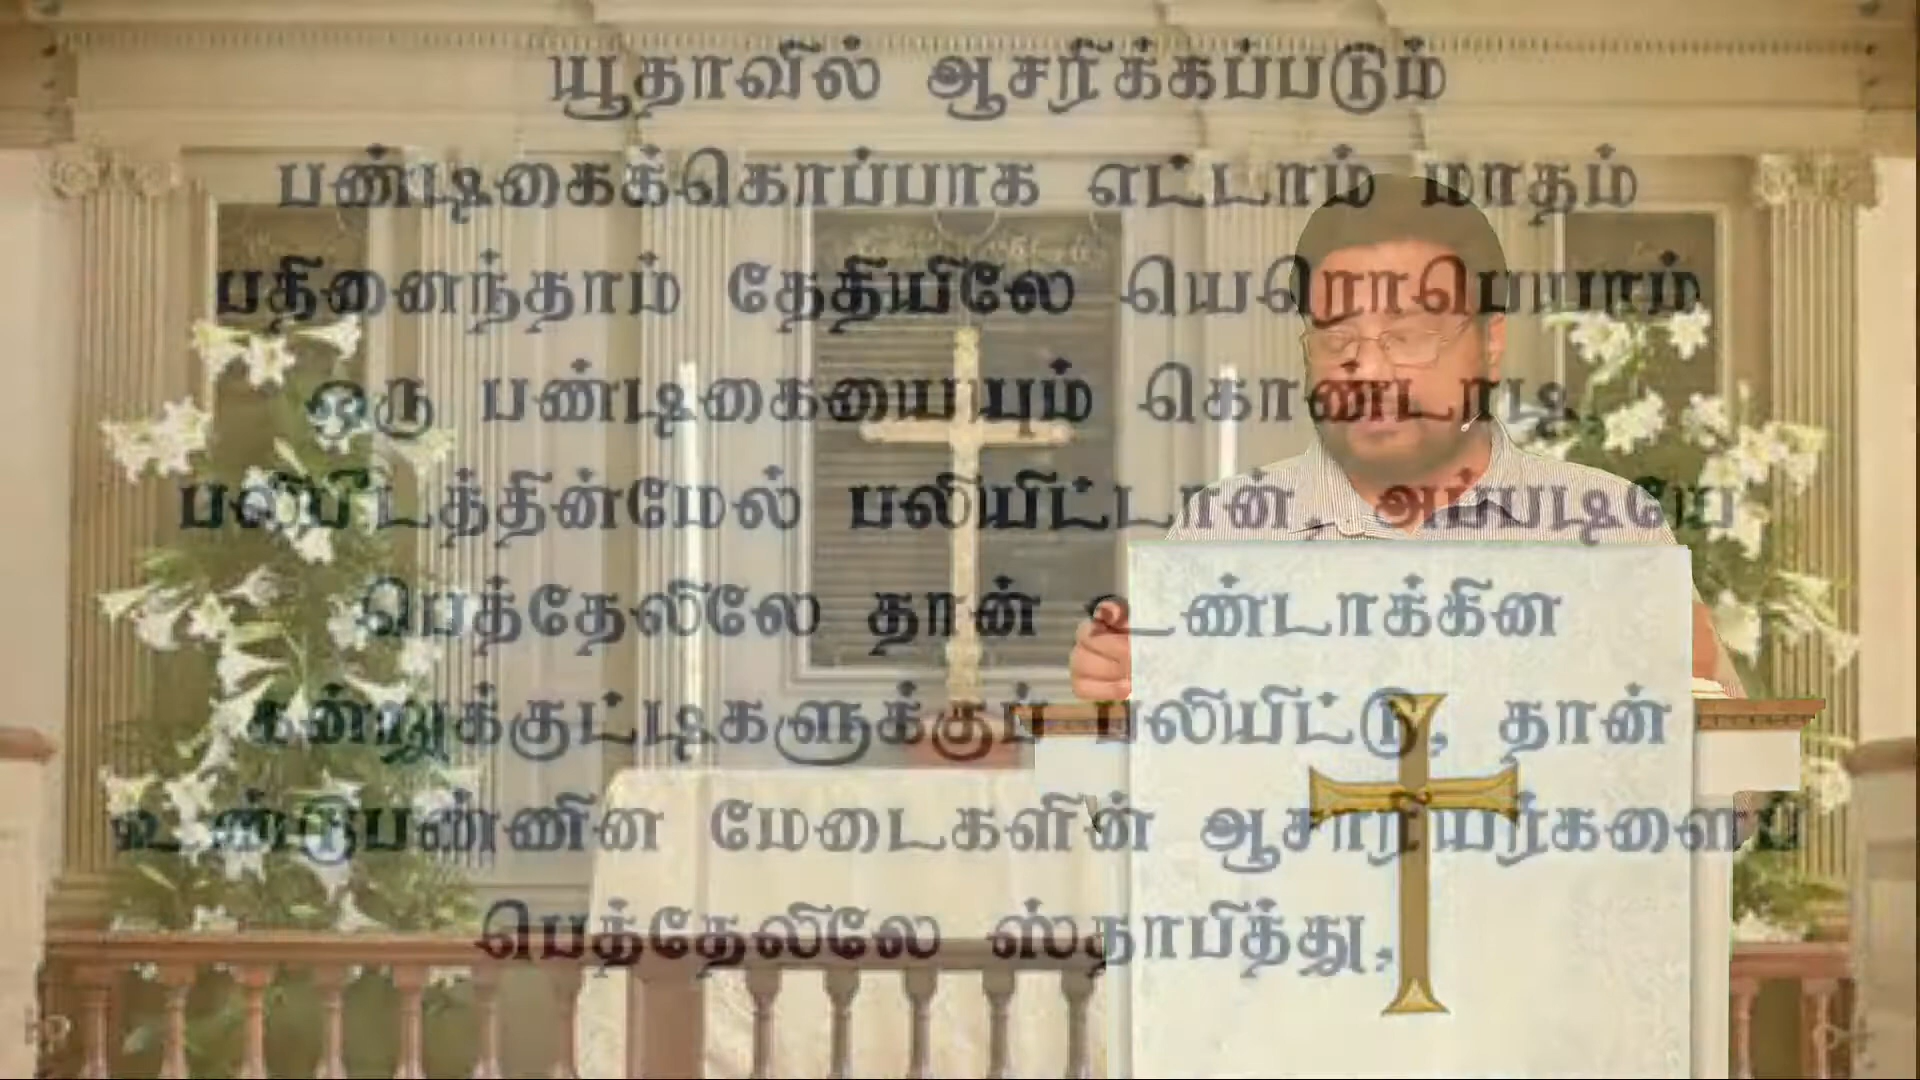 யூதாவில் ஆசரிக்கப்படும்
பண்டிகைக்கொப்பாக எட்டாம் மாதம்
பதினைந்தாம் தேதியிலே யெரொபெயாம்
ஒரு பண்டிகையையும் கொண்டாடி,
பலிபீடத்தின்மேல் பலியிட்டான், அப்படியே
பெத்தேலிலே தான் உண்டாக்கின
கன்றுக்குட்டிகளுக்குப் பலியிட்டு, தான்
உண்டுபண்ணின மேடைகளின் ஆசாரியர்களைப்
பெத்தேலிலே ஸ்தாபித்து,